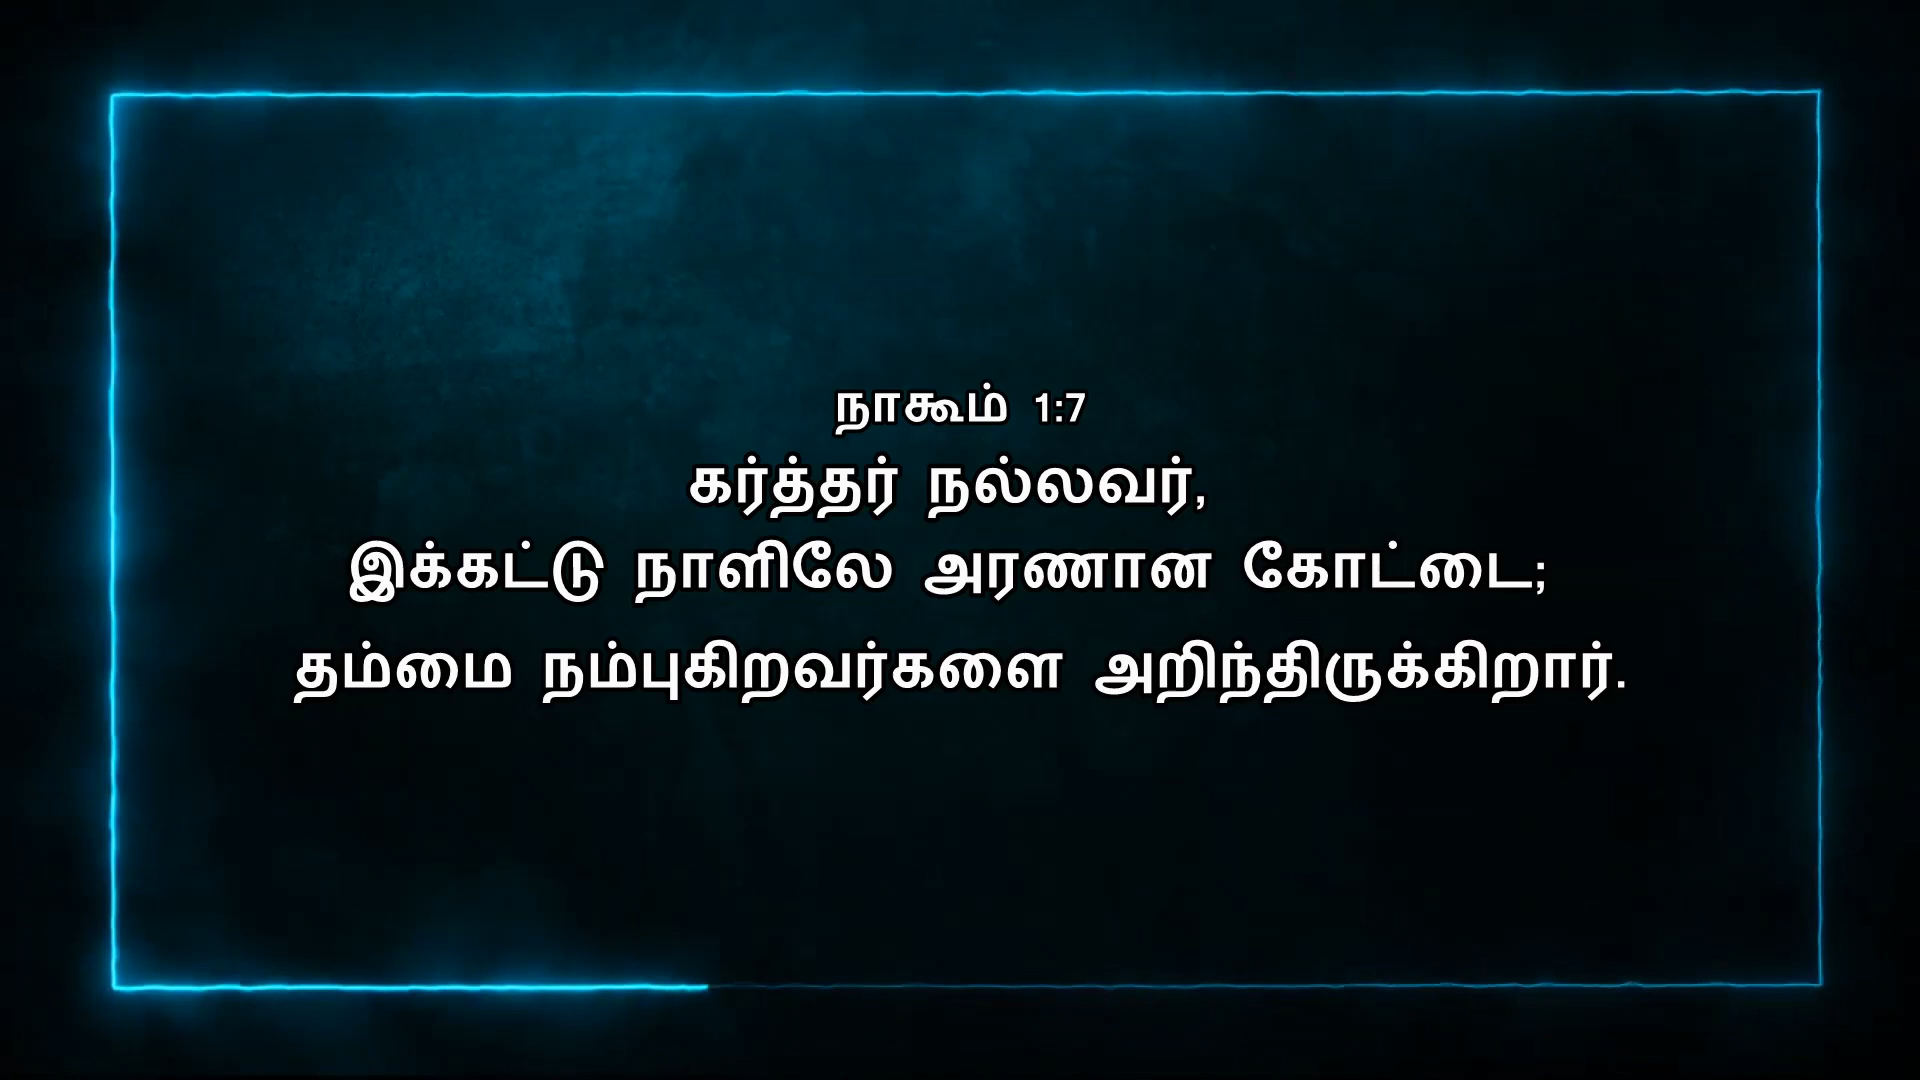 நாகூம் 1:7
கர்த்தர் நல்லவர்,
இக்கட்டு நாளிலே அரணான கோட்டை;
தம்மை நம்புகிறவர்களை அறிந்திருக்கிறார்.